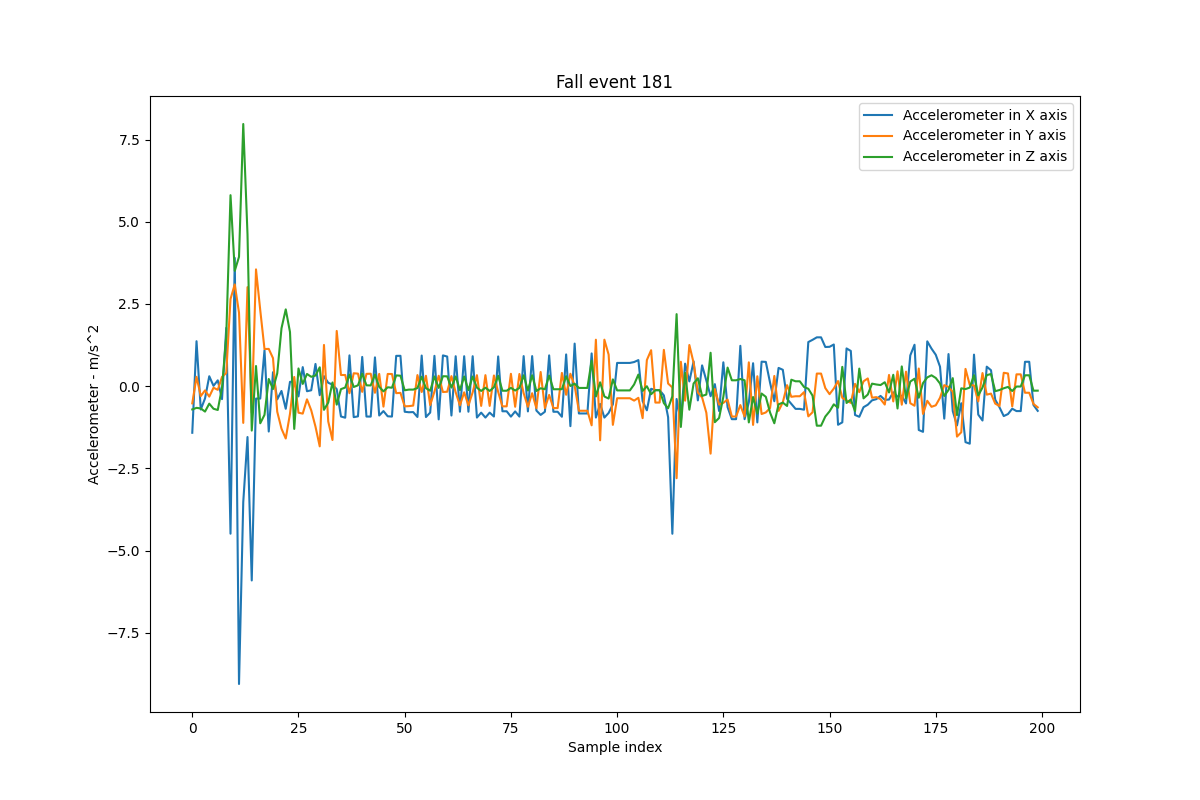 Fall event 181
Accelerometer in X axis
Accelerometer in Y axis
Accelerometer in Z axis
7.5
5.0
2.5
0.0
−2.5
−5.0
−7.5
Accelerometer - m/s^2
0 25 50 75 100 125 150 175 200
Sample index